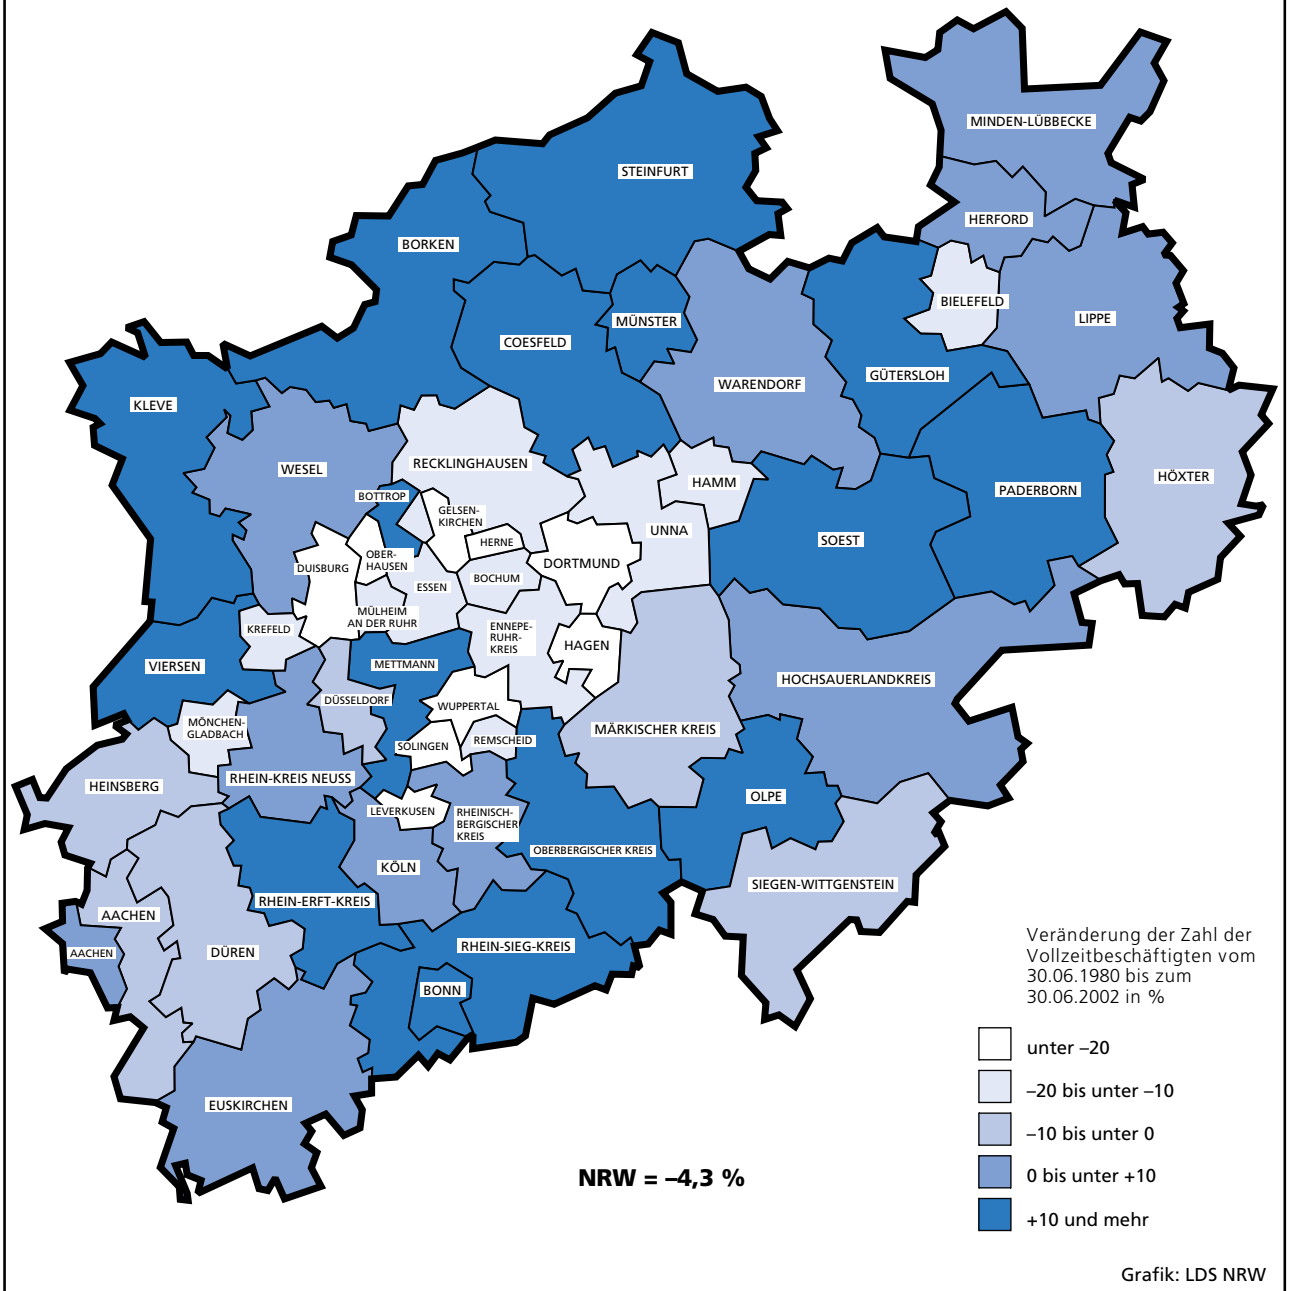 MINDEN-LÜBBECKE
STEINFURT
HERFORD
BORKEN
BIELEFELD
LIPPE
MÜNSTER
COESFELD
GÜTERSLOH
WARENDORF
KLEVE
RECKLINGHAUSEN
WESEL
HÖXTER
HAMM
PADERBORN
BOTTROP
GELSEN-
KIRCHEN
UNNA
SOEST
HERNE
OBER-
HAUSEN
DORTMUND
DUISBURG
BOCHUM
ESSEN
MÜLHEIM
AN DER RUHR
KREFELD
ENNEPE-
RUHR-
KREIS
HAGEN
VIERSEN
METTMANN
HOCHSAUERLANDKREIS
DÜSSELDORF
WUPPERTAL
MÖNCHEN-
GLADBACH
MÄRKISCHER KREIS
REMSCHEID
SOLINGEN
RHEIN-KREIS NEUSS
HEINSBERG
OLPE
LEVERKUSEN
RHEINISCH-
BERGISCHER
KREIS
OBERBERGISCHER KREIS
KÖLN
SIEGEN-WITTGENSTEIN
RHEIN-ERFT-KREIS
AACHEN
RHEIN-SIEG-KREIS
AACHEN
DÜREN
BONN
EUSKIRCHEN
Veränderung der Zahl der
Vollzeitbeschäftigten vom
30.06.1980 bis zum
30.06.2002 in %
unter –20
–20 bis unter –10
–10 bis unter 0
0 bis unter +10
+10 und mehr
NRW = –4,3 %
Grafik: LDS NRW